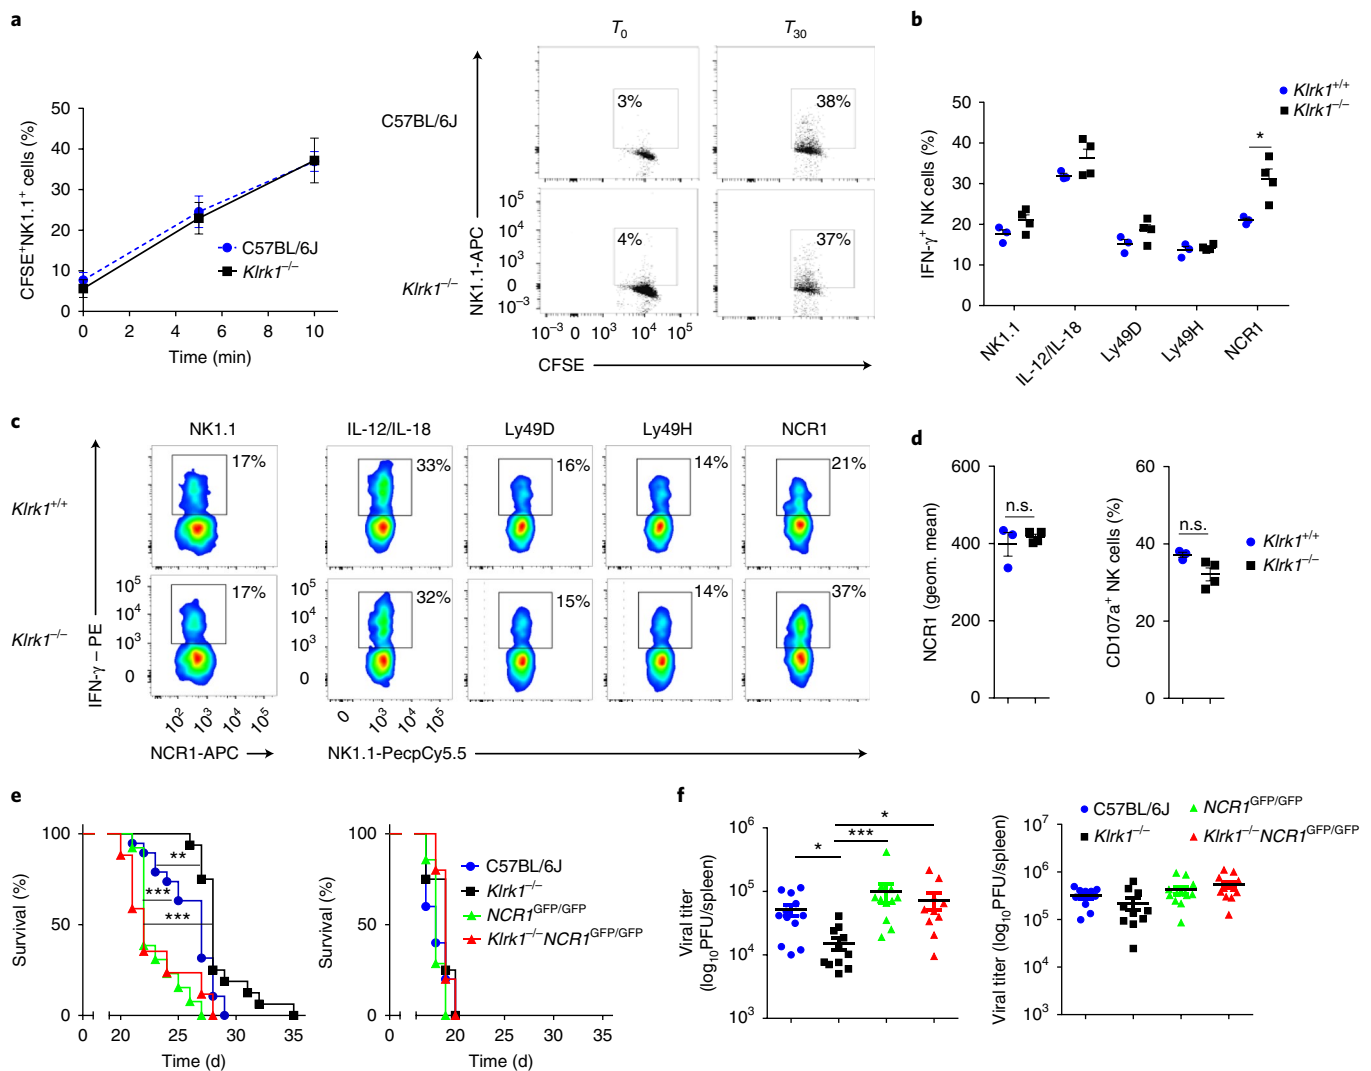 a
CFSE⁺NK1.1⁺ cells (%)
50
40
30
20
10
0
0
5
10
Time (min)
C57BL/6J
Klrk1⁻/⁻
T₀
T₃₀
C57BL/6J
3%
38%
Klrk1⁻/⁻
4%
37%
NK1.1-APC
10⁵
10⁴
10³
0
10⁻³
10⁻³ 0 10³ 10⁴ 10⁵
CFSE
b
IFN-γ⁺ NK cells (%)
50
40
30
20
10
0
Klrk1⁺/⁺
Klrk1⁻/⁻
*
NK1.1
IL-12/IL-18
Ly49D
Ly49H
NCR1
c
NK1.1
IL-12/IL-18
Ly49D
Ly49H
NCR1
Klrk1⁺/⁺
17%
33%
16%
14%
21%
Klrk1⁻/⁻
17%
32%
15%
14%
37%
IFN-γ – PE
10⁵
10⁴
10³
0
10⁵
10⁴
10³
0
10² 10³ 10⁴ 10⁵
0 10³ 10⁴ 10⁵
NCR1-APC
NK1.1-PecpCy5.5
d
NCR1 (geom. mean)
600
400
200
0
n.s.
CD107a⁺ NK cells (%)
60
40
20
0
n.s.
Klrk1⁺/⁺
Klrk1⁻/⁻
e
Survival (%)
100
50
0
**
***
***
0 20 25 30 35
Time (d)
Survival (%)
100
50
0
0 20 25 30 35
Time (d)
C57BL/6J
Klrk1⁻/⁻
NCR1ᴳᶠᴾ/ᴳᶠᴾ
Klrk1⁻/⁻NCR1ᴳᶠᴾ/ᴳᶠᴾ
f
Viral titer
(log₁₀PFU/spleen)
10⁶
10⁵
10⁴
10³
*
***
*
Viral titer (log₁₀PFU/spleen)
10⁷
10⁶
10⁵
10⁴
10³
C57BL/6J
Klrk1⁻/⁻
NCR1ᴳᶠᴾ/ᴳᶠᴾ
Klrk1⁻/⁻NCR1ᴳᶠᴾ/ᴳᶠᴾ